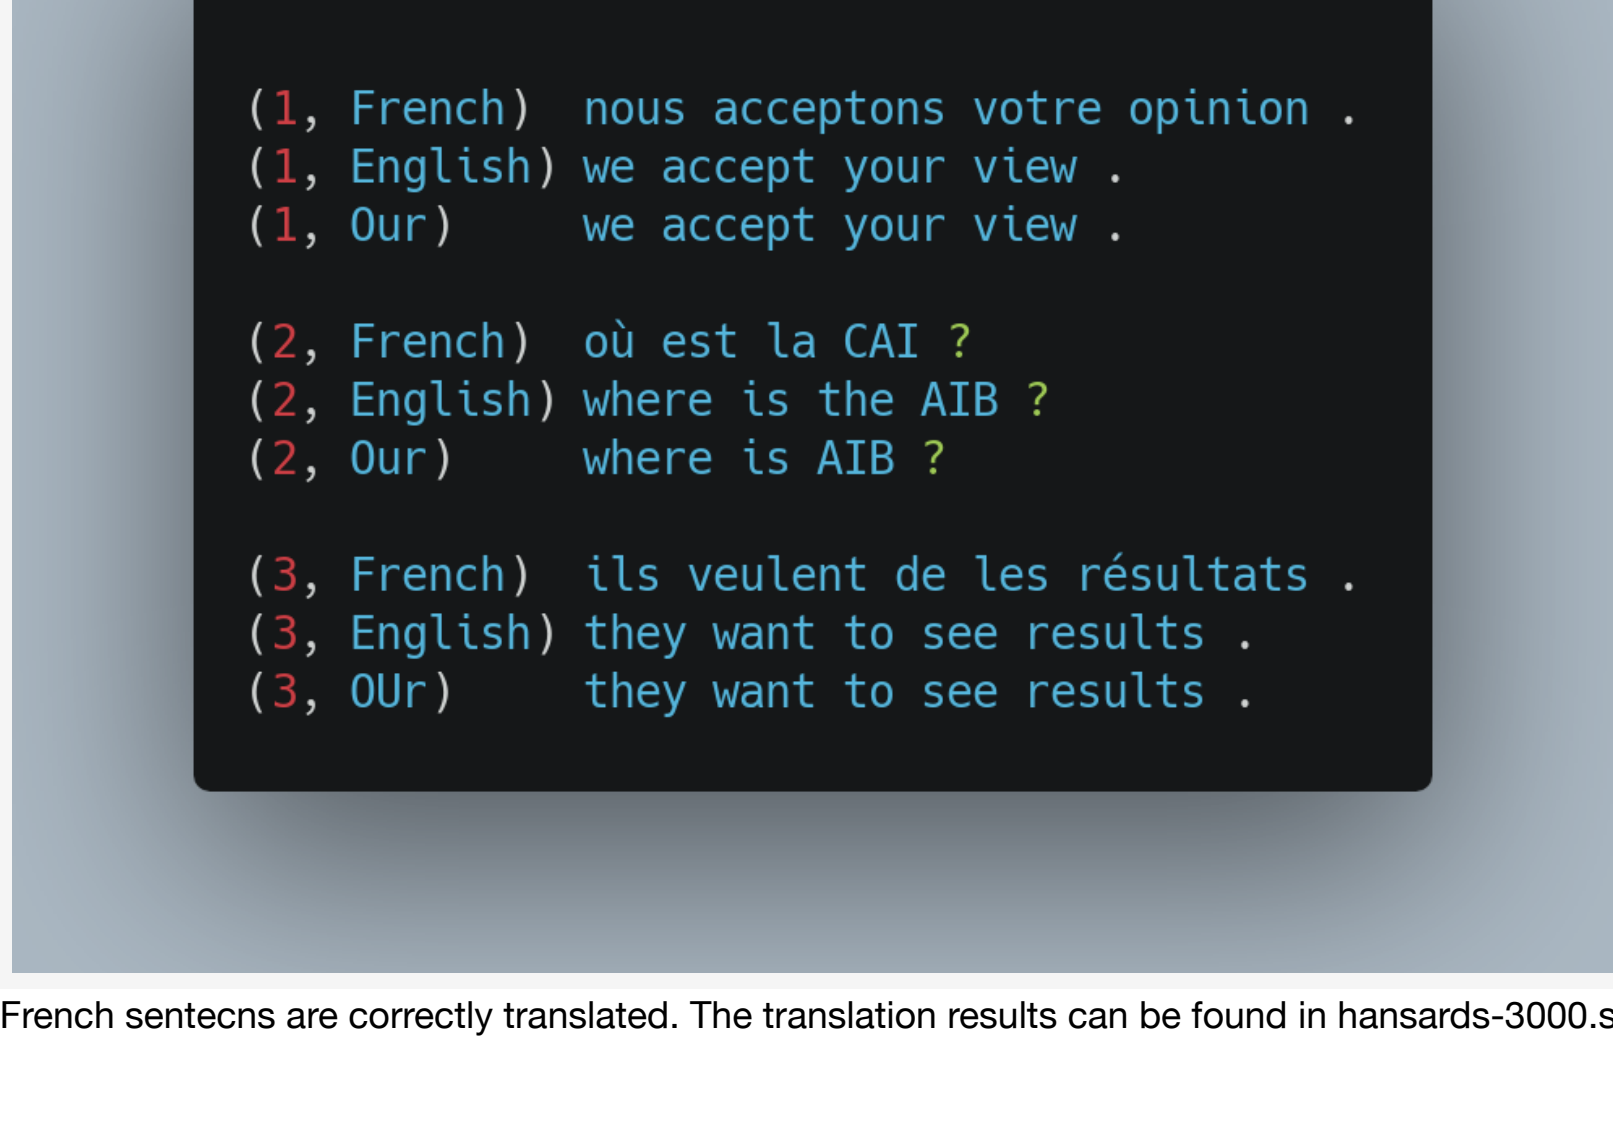 (1, French) nous acceptons votre opinion .
(1, English) we accept your view .
(1, Our) we accept your view .
(2, French) où est la CAI ?
(2, English) where is the AIB ?
(2, Our) where is AIB ?
(3, French) ils veulent de les résultats .
(3, English) they want to see results .
(3, OUr) they want to see results .
French sentecns are correctly translated. The translation results can be found in hansards-3000.s